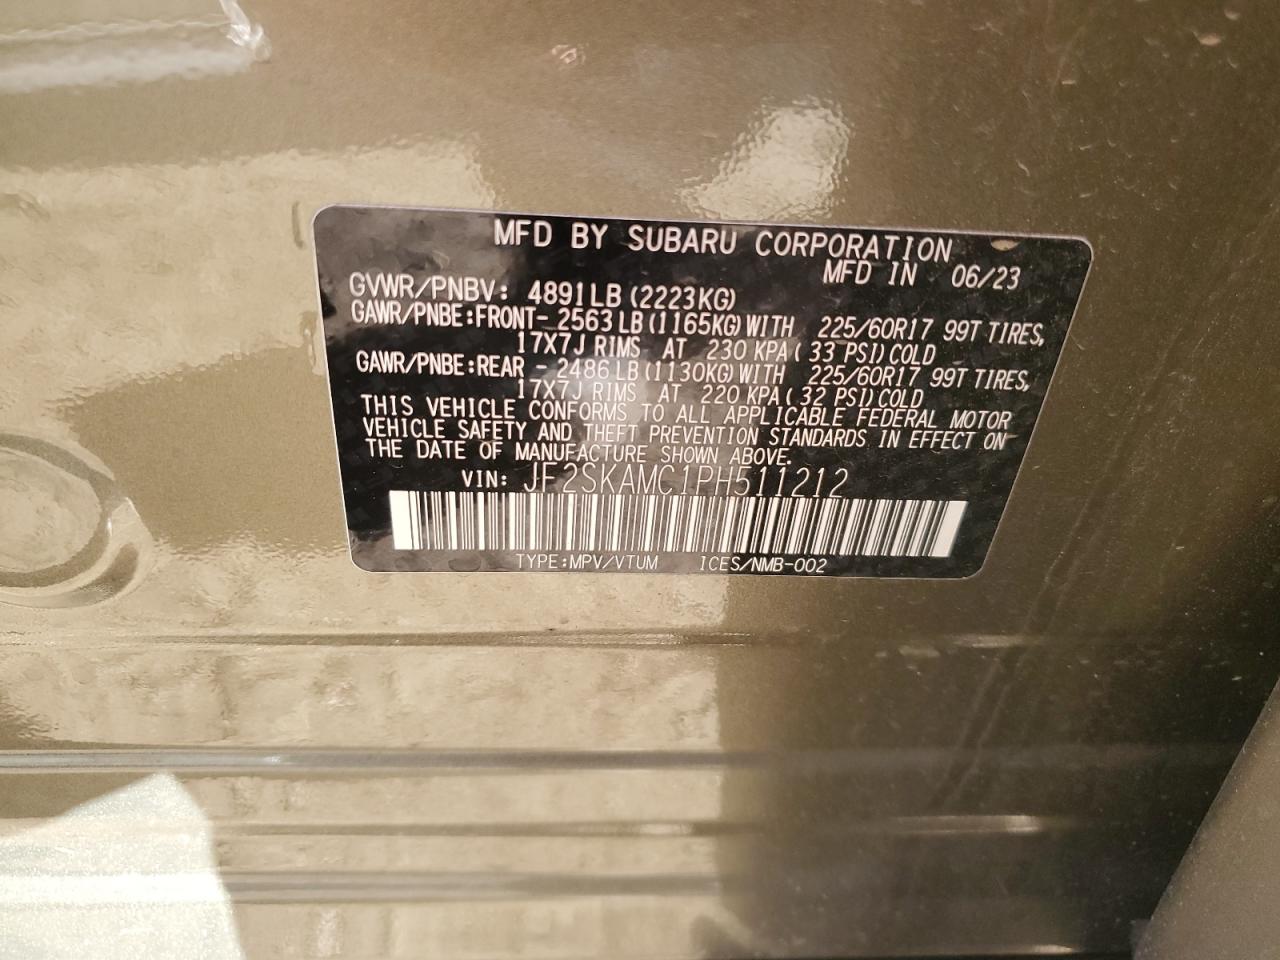 MFD BY SUBARU CORPORATION
MFD IN 06/23
GVWR/PNBV: 4891LB (2223KG)
GAWR/PNBE:FRONT- 2563LB (1165KG) WITH 225/60R17 99T TIRES,
17X7J RIMS AT 230 KPA ( 33 PSI) COLD
GAWR/PNBE:REAR - 2486LB (1130KG) WITH 225/60R17 99T TIRES,
17X7J RIMS AT 220 KPA ( 32 PSI) COLD
THIS VEHICLE CONFORMS TO ALL APPLICABLE FEDERAL MOTOR
VEHICLE SAFETY AND THEFT PREVENTION STANDARDS IN EFFECT ON
THE DATE OF MANUFACTURE SHOWN ABOVE.
VIN: JF2SKAMC1PH511212
TYPE:MPV/VTUM ICES/NMB-002